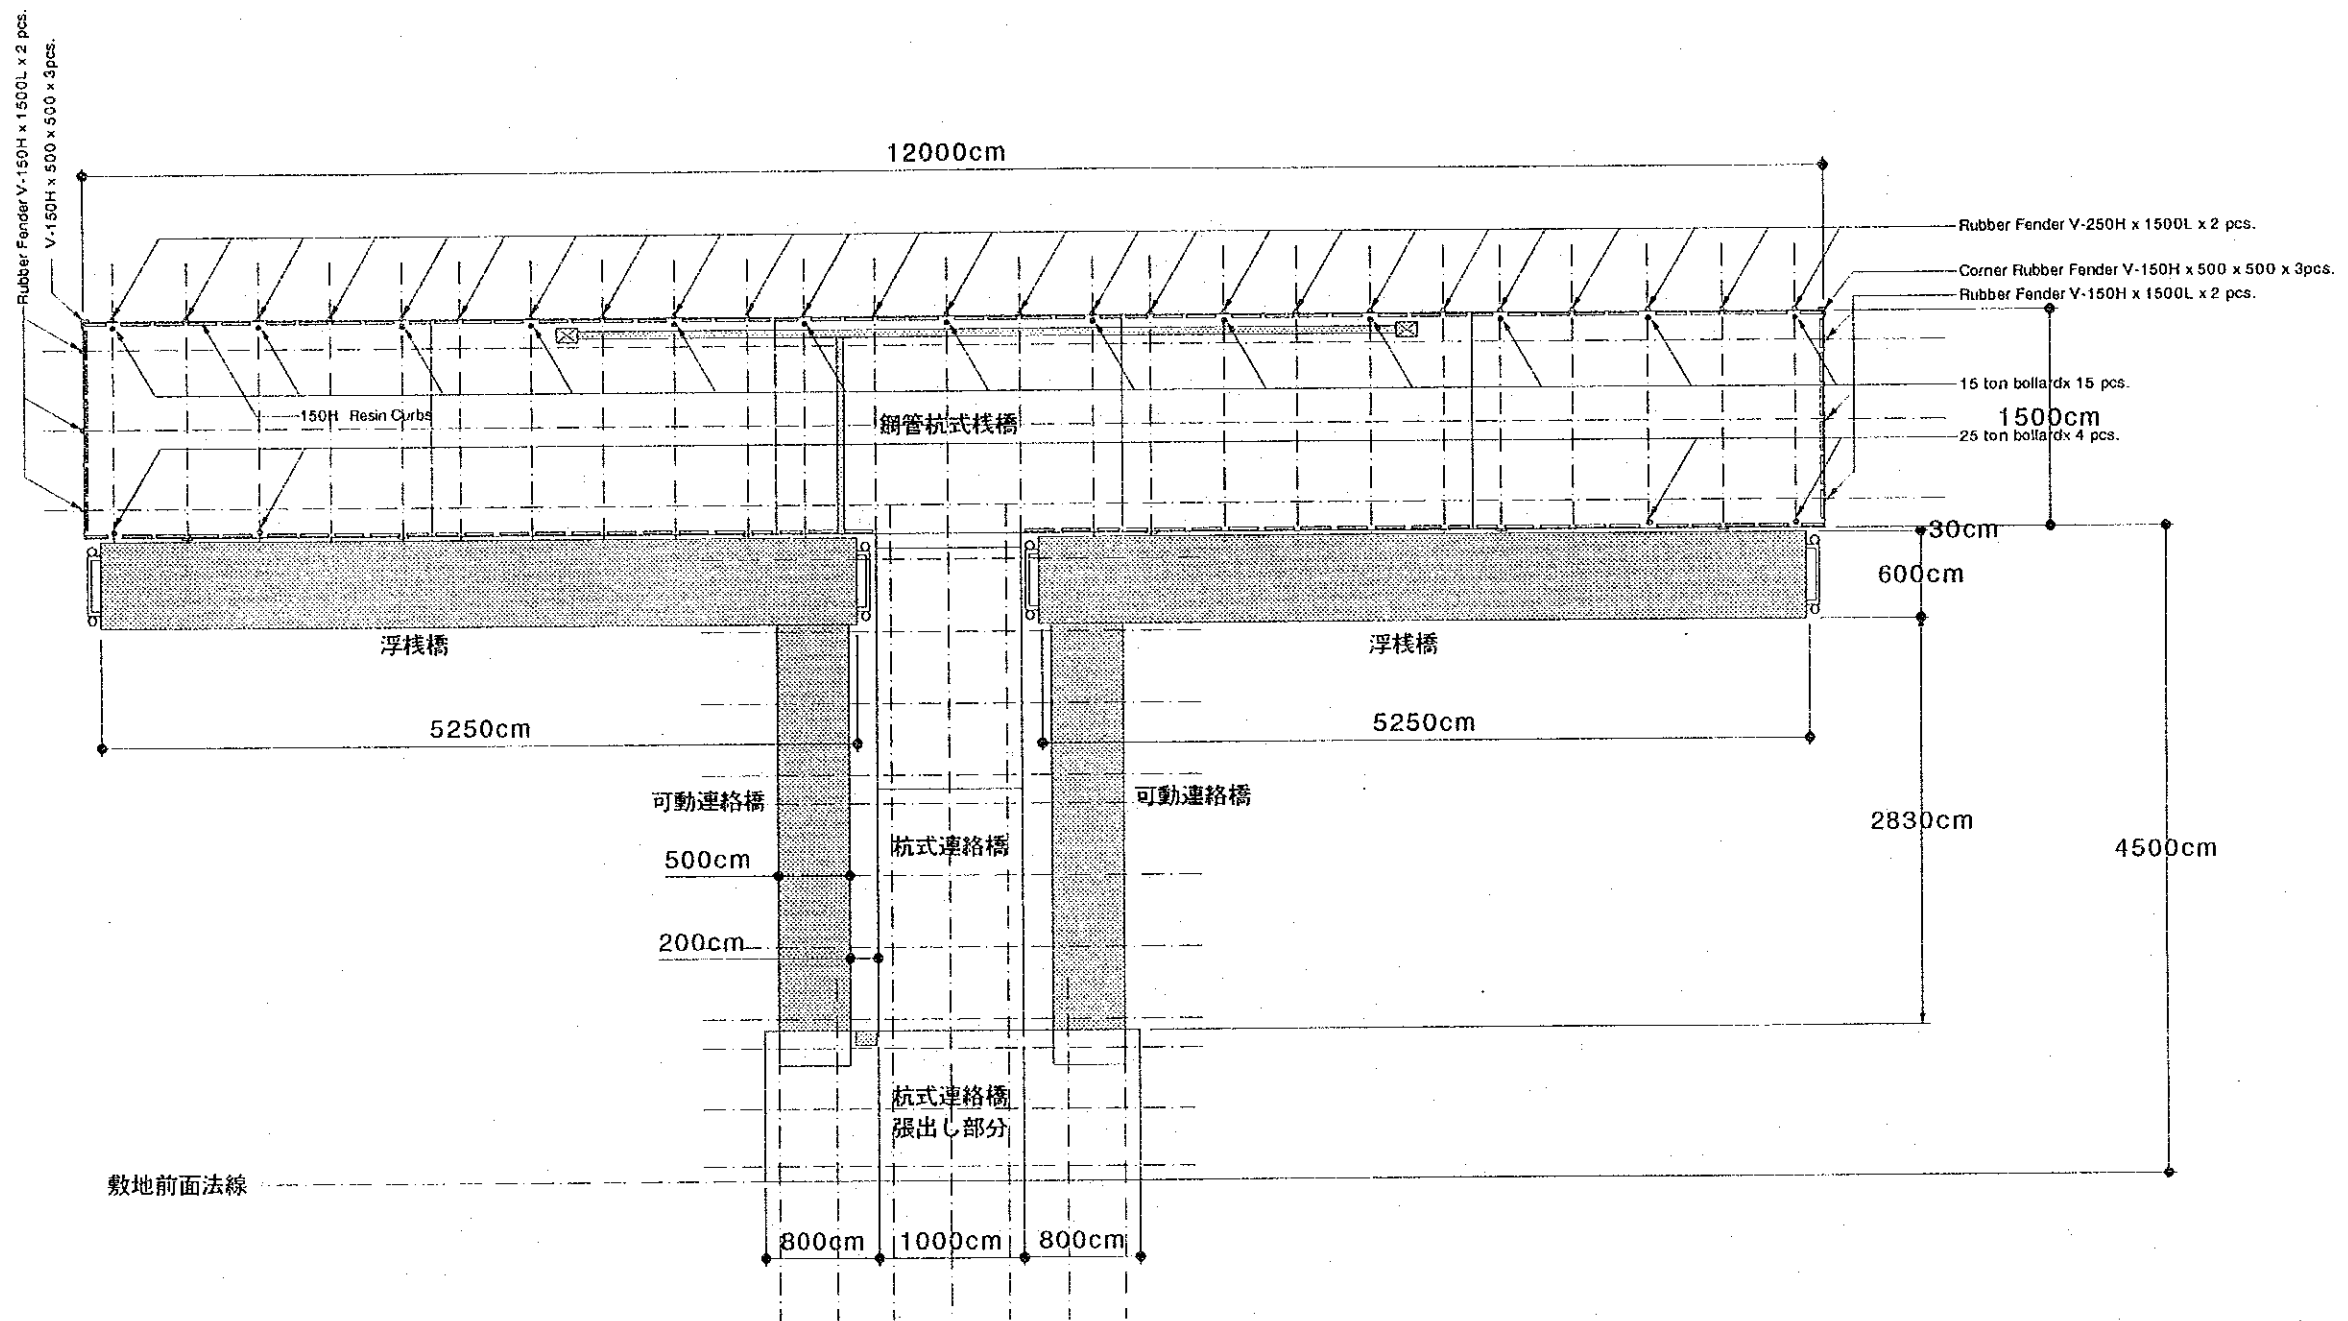 Rubber Fender V-150H x 1500L x 2 pcs.
V-150H x 500 x 500 x 3pcs.
12000cm
Rubber Fender V-250H x 1500L x 2 pcs.
Corner Rubber Fender V-150H x 500 x 500 x 3pcs.
Rubber Fender V-150H x 1500L x 2 pcs.
15 ton bollardx 15 pcs.
150H Resin Curbs
鋼管杭式桟橋
1500cm
25 ton bollardx 4 pcs.
30cm
600cm
浮桟橋
浮桟橋
5250cm
5250cm
可動連絡橋
可動連絡橋
2830cm
4500cm
杭式連絡橋
500cm
200cm
杭式連絡橋
張出し部分
敷地前面法線
800cm
1000cm
800cm